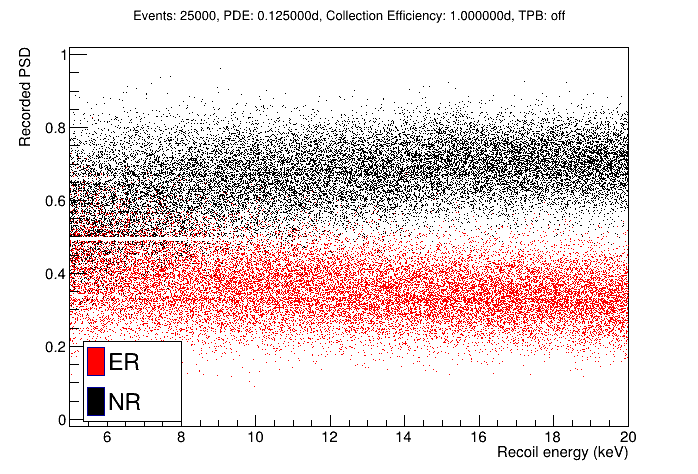 Events: 25000, PDE: 0.125000d, Collection Efficiency: 1.000000d, TPB: off
Recorded PSD
1
0.8
0.6
0.4
0.2
0
ER
NR
6 8 10 12 14 16 18 20
Recoil energy (keV)